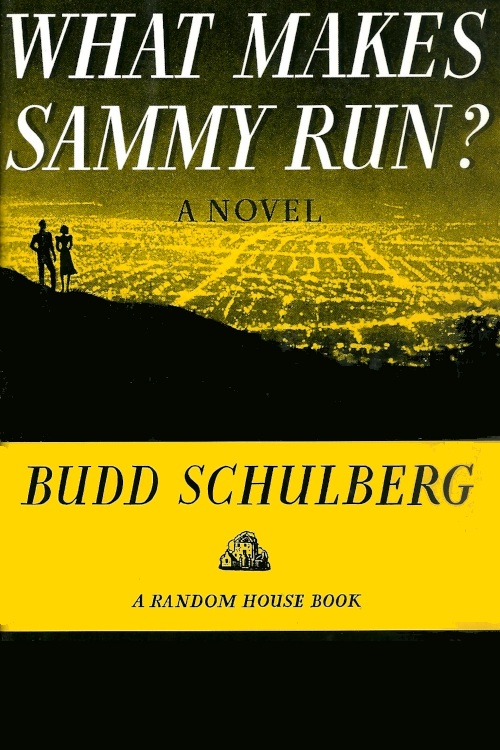 WHAT MAKES
SAMMY RUN?
A NOVEL
BUDD SCHULBERG
A RANDOM HOUSE BOOK